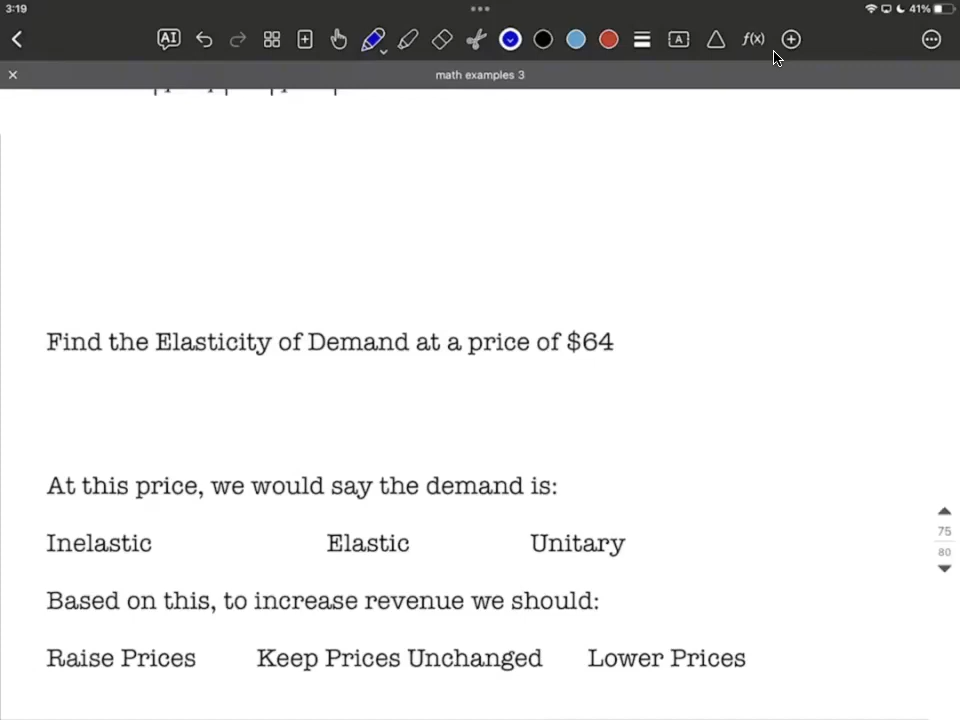 3:19
41%
AI
A
f(x)
math examples 3
Find the Elasticity of Demand at a price of $64
At this price, we would say the demand is:
Inelastic Elastic Unitary
75
80
Based on this, to increase revenue we should:
Raise Prices Keep Prices Unchanged Lower Prices